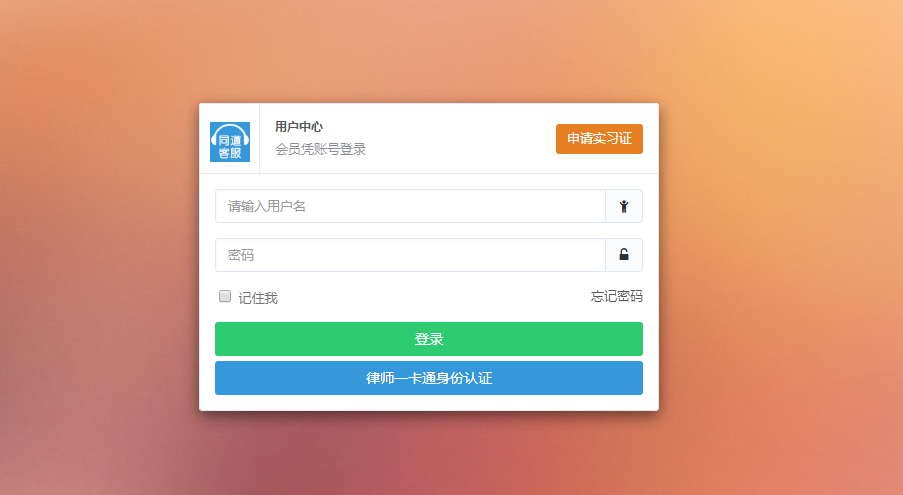 同道
客服
用户中心
会员凭账号登录
申请实习证
请输入用户名
密码
记住我
忘记密码
登录
律师一卡通身份认证